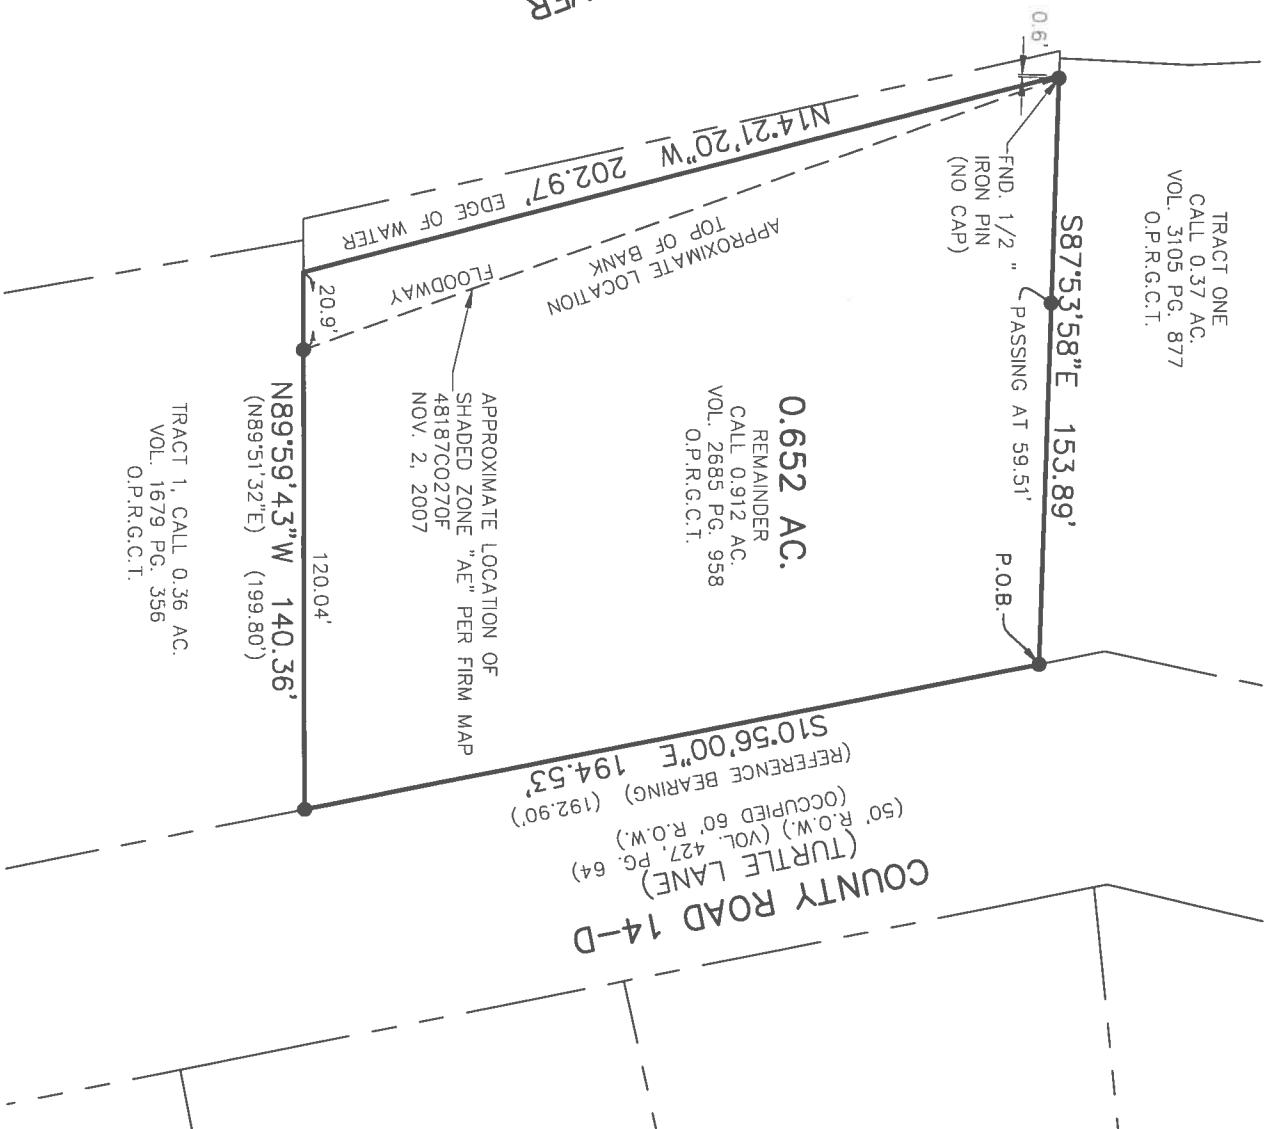 0.6'
TRACT ONE
CALL 0.37 AC.
VOL. 3105 PG. 877
O.P.R.G.C.T.
FND. 1/2 "
IRON PIN
(NO CAP)
S87°53'58"E 153.89'
PASSING AT 59.51'
P.O.B.
N14°21'20"W 202.97'
EDGE OF WATER
APPROXIMATE LOCATION
TOP OF BANK
FLOODWAY
20.9'
0.652 AC.
REMAINDER
CALL 0.912 AC.
VOL. 2685 PG. 958
O.P.R.G.C.T.
APPROXIMATE LOCATION OF
SHADED ZONE "AE" PER FIRM MAP
48187C0270F
NOV. 2, 2007
120.04'
N89°59'43"W 140.36'
(N89°51'32"E) (199.80')
TRACT 1, CALL 0.36 AC.
VOL. 1679 PG. 356
O.P.R.G.C.T.
S10°56'00"E 194.53'
(REFERENCE BEARING) (192.90')
(OCCUPIED 60' R.O.W.)
(50' R.O.W.) (VOL. 427, PG. 64)
(TURTLE LANE)
COUNTY ROAD 14-D